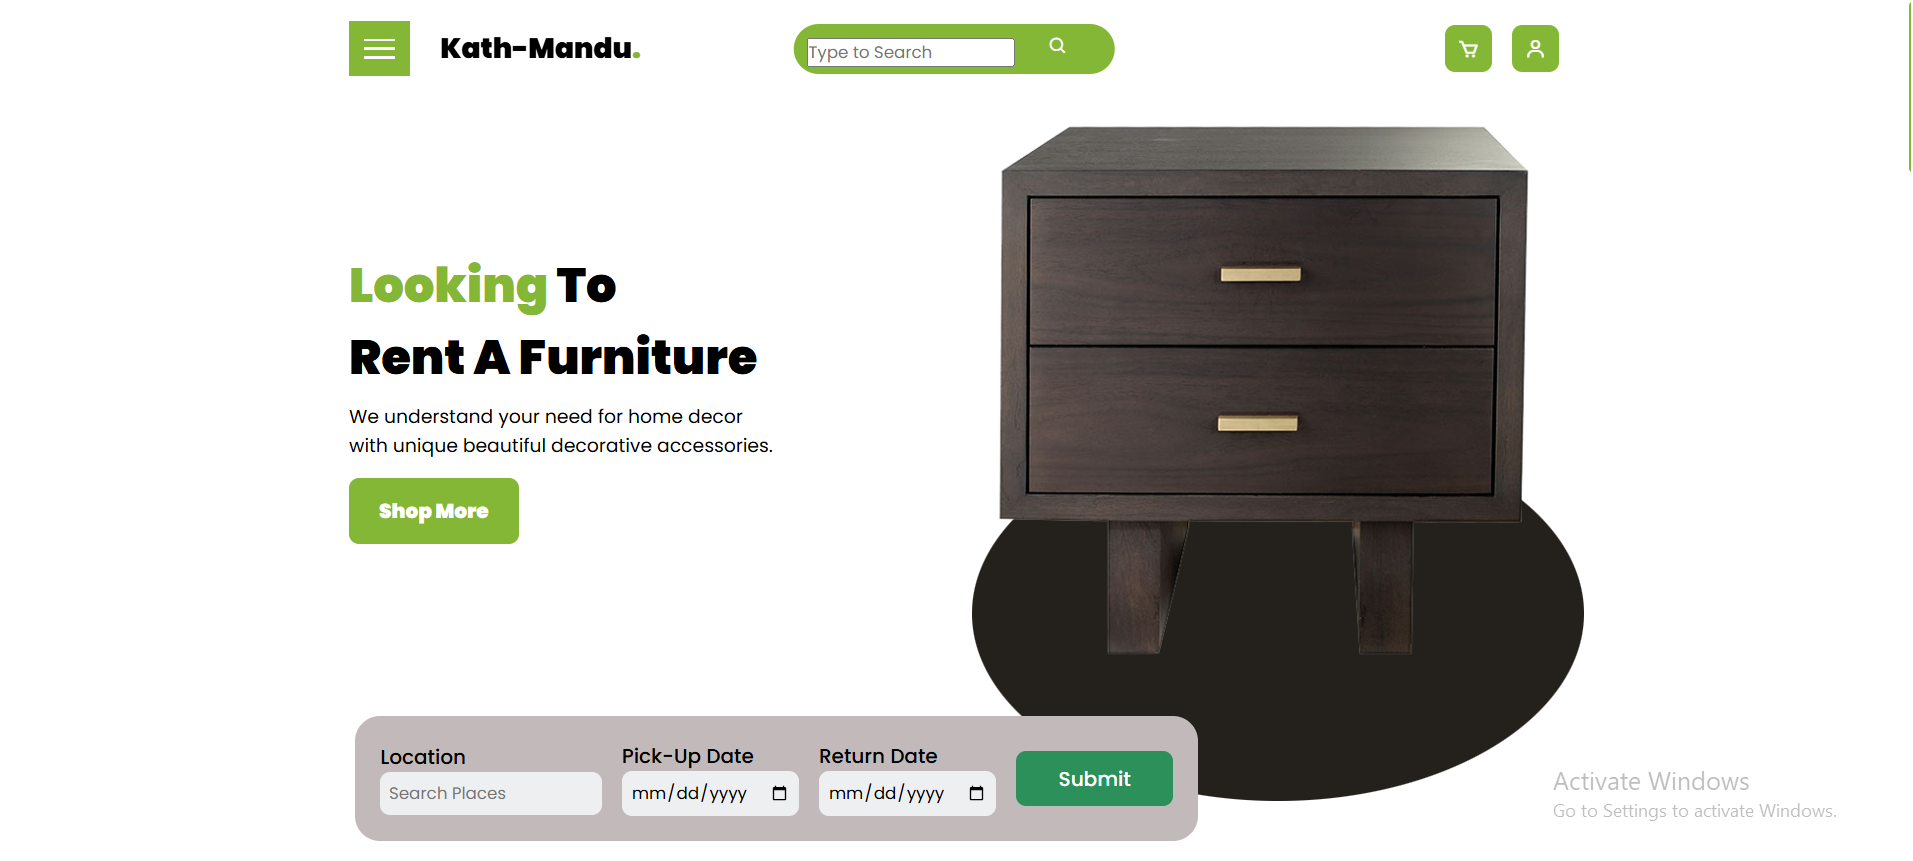 Kath-Mandu.
Type to Search
Looking To
Rent A Furniture
We understand your need for home decor
with unique beautiful decorative accessories.
Shop More
Location
Search Places
Pick-Up Date
mm/dd/yyyy
Return Date
mm/dd/yyyy
Submit
Activate Windows
Go to Settings to activate Windows.